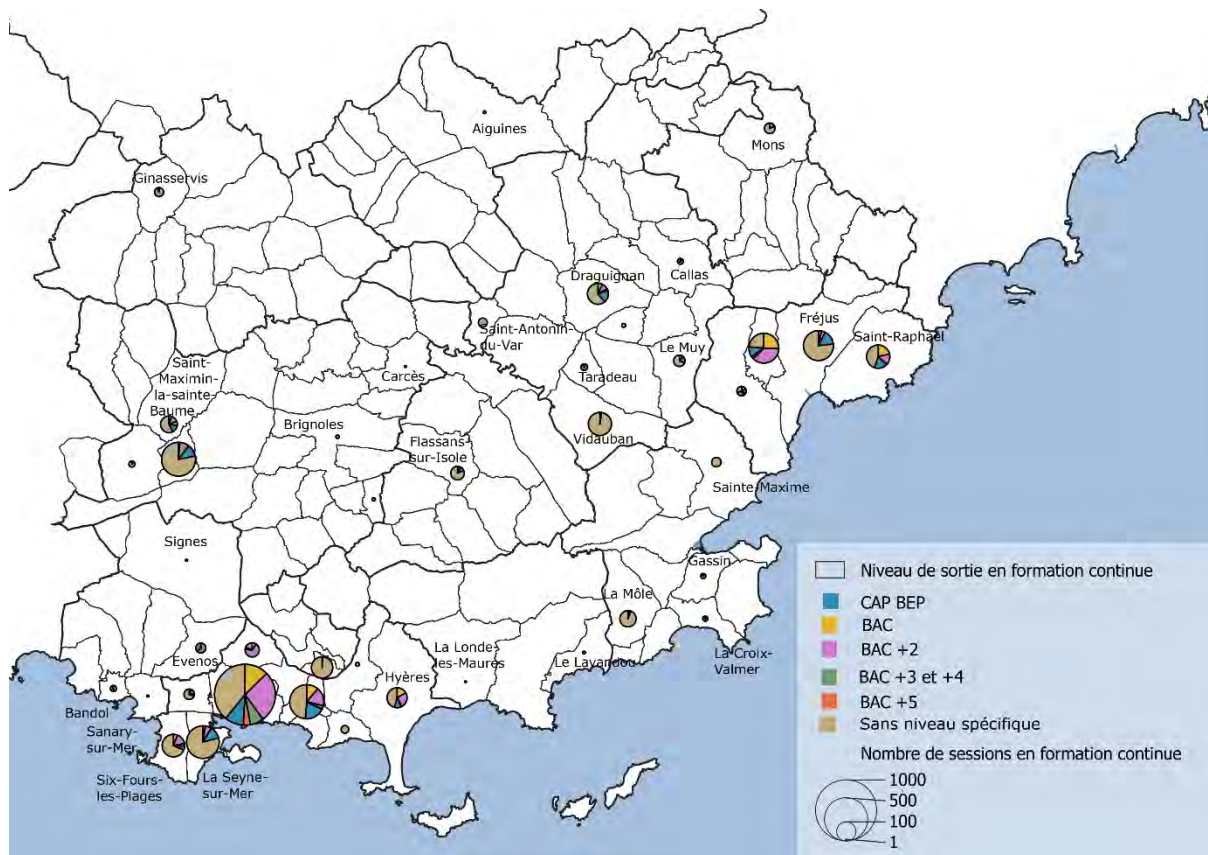 Aiguines
Mons
Ginasservis
Draguignan
Callas
Saint-Antonin-
du-Var
Fréjus
Saint-Raphaël
Le Muy
Saint-
Maximin-
la-sainte-
Baume
Carcès
Taradeau
Brignoles
Vidauban
Flassans-
sur-Isole
Sainte-Maxime
Signes
Gassin
La Môle
Evenos
La Londe-
les-Maures
Le Lavandou
La Croix-
Valmer
Hyères
Bandol
Sanary-
sur-Mer
Six-Fours-
les-Plages
La Seyne-
sur-Mer
Niveau de sortie en formation continue
CAP BEP
BAC
BAC +2
BAC +3 et +4
BAC +5
Sans niveau spécifique
Nombre de sessions en formation continue
1000
500
100
1